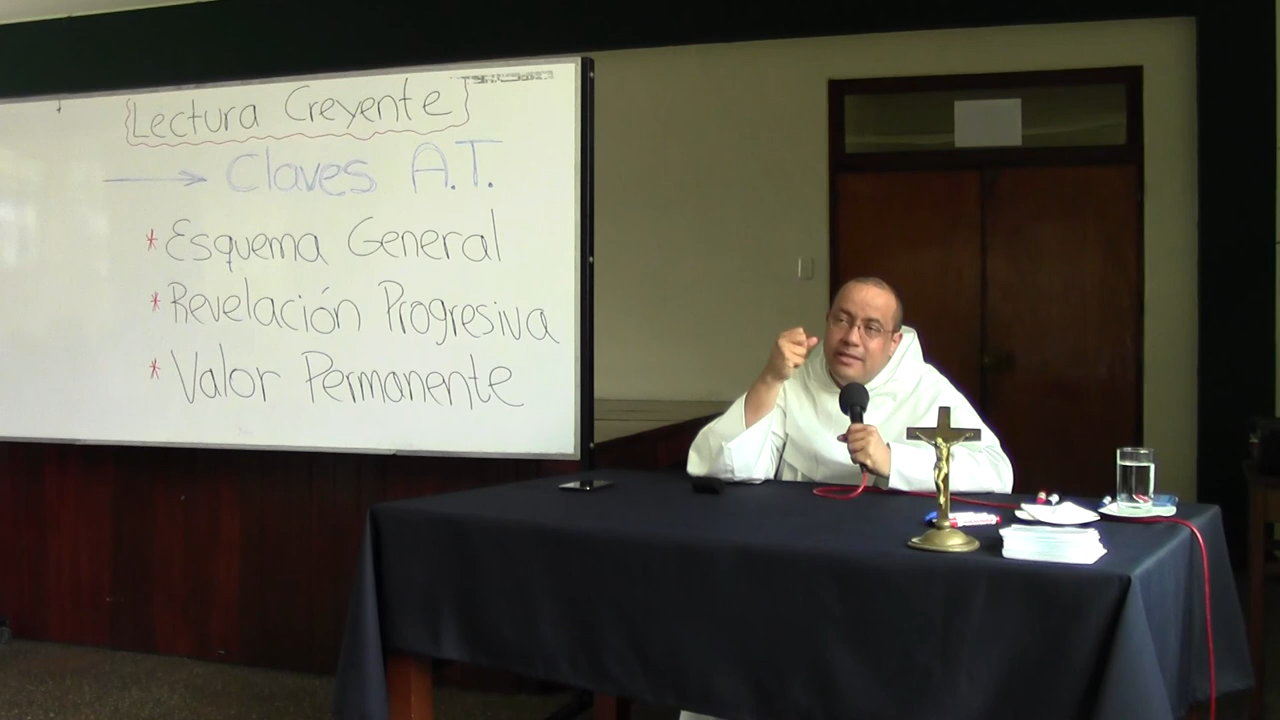 Lectura Creyente
Claves A.T.
* Esquema General
* Revelación Progresiva
* Valor Permanente